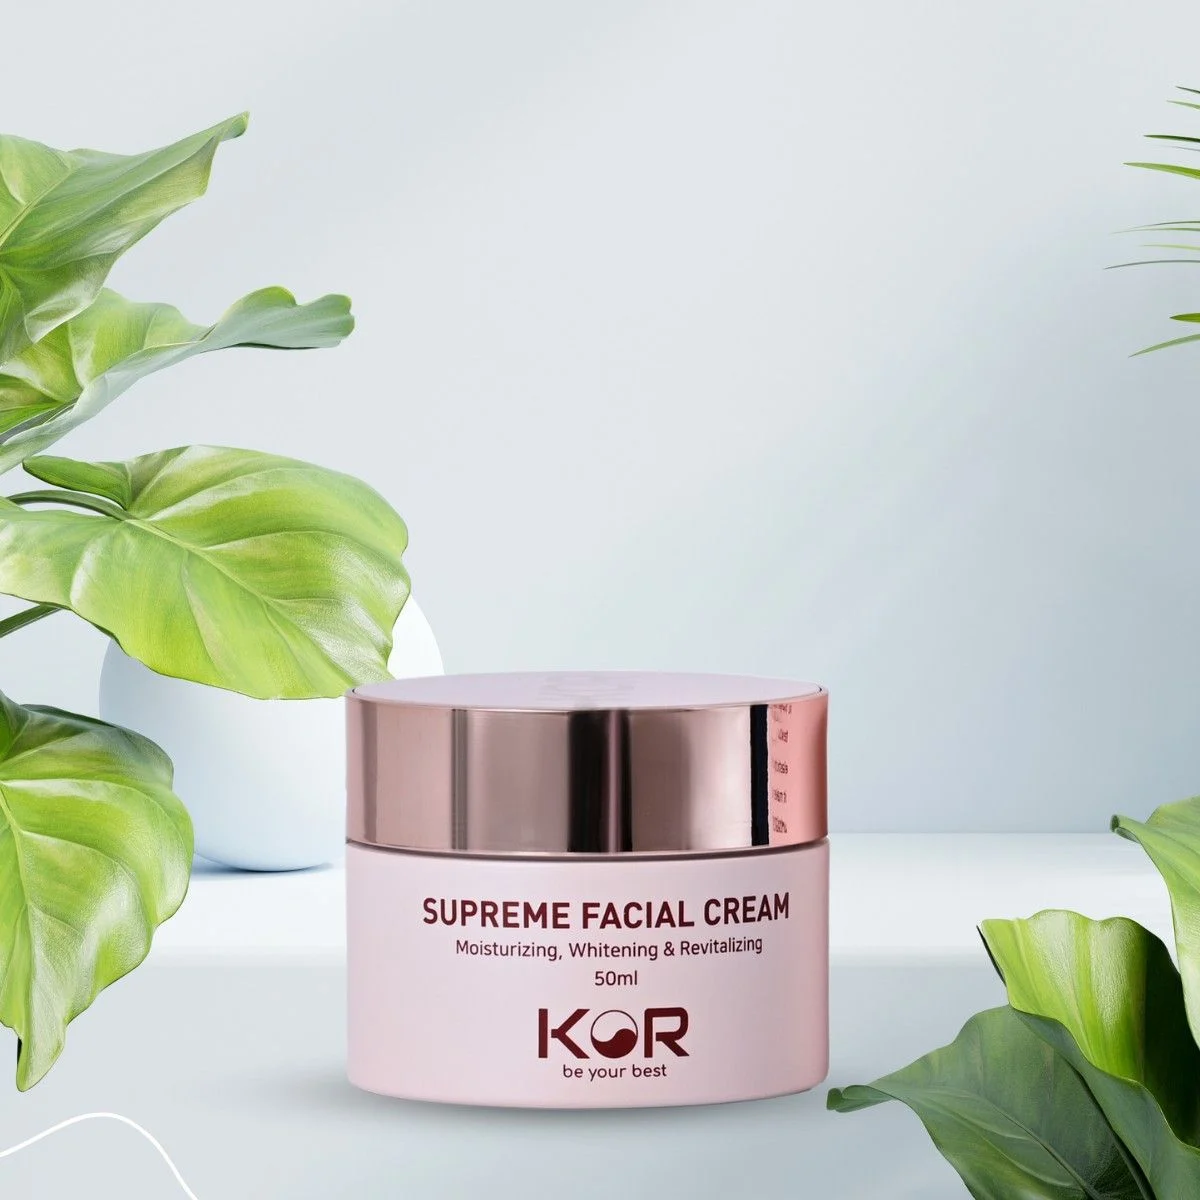 SUPREME FACIAL CREAM
Moisturizing, Whitening & Revitalizing
50ml
KOR
be your best